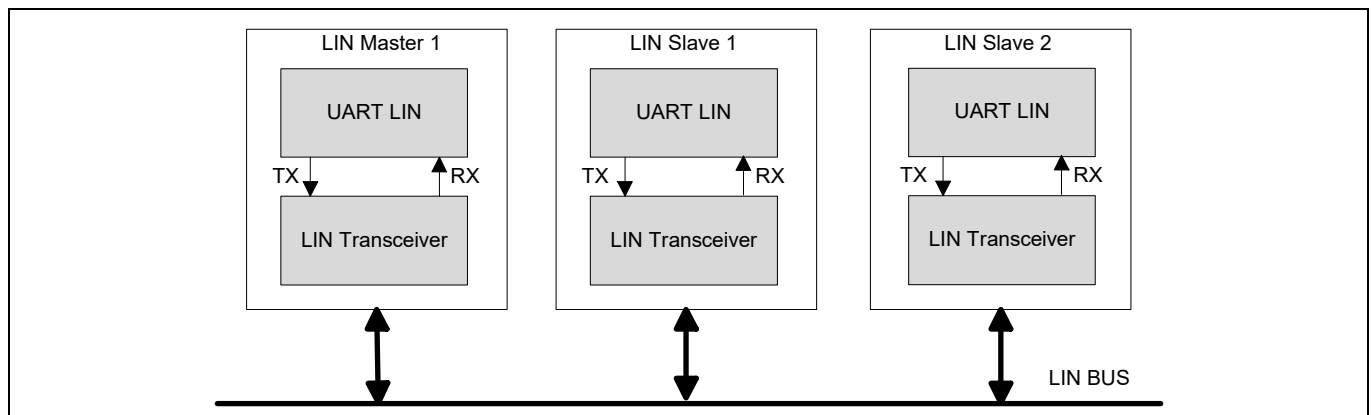 LIN Master 1
UART LIN
TX
RX
LIN Transceiver
LIN Slave 1
UART LIN
TX
RX
LIN Transceiver
LIN Slave 2
UART LIN
TX
RX
LIN Transceiver
LIN BUS